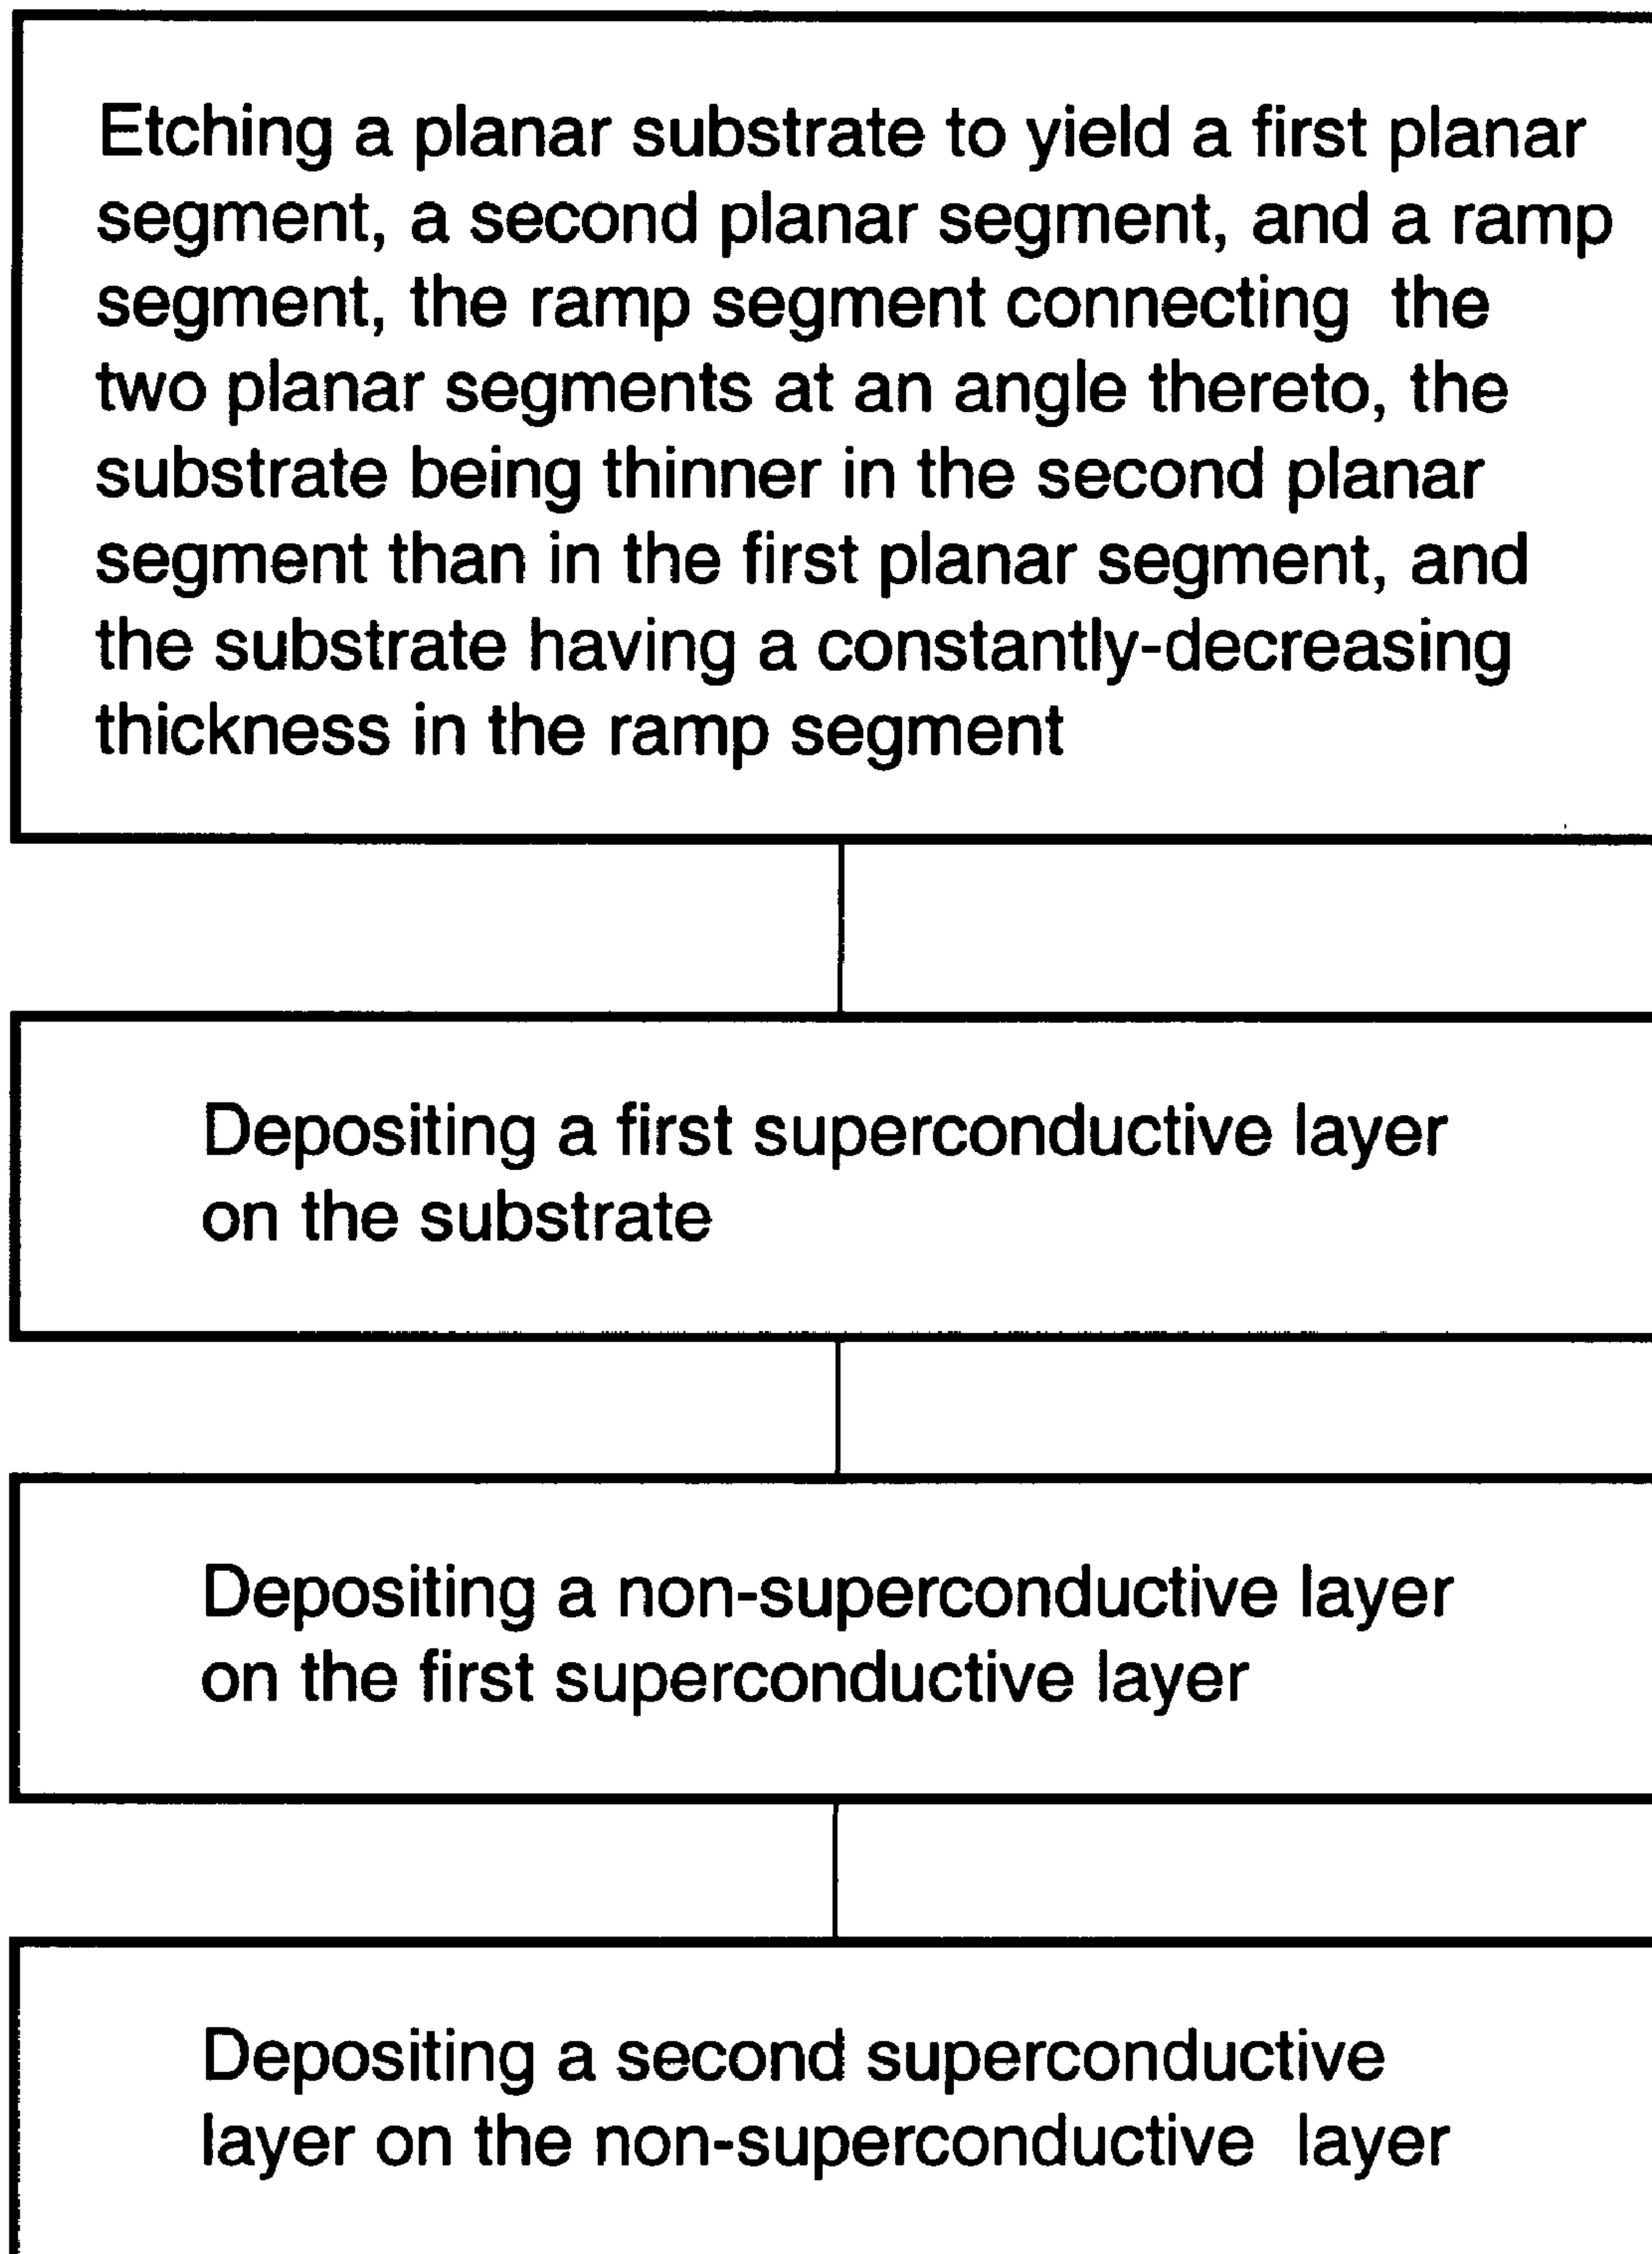 Etching a planar substrate to yield a first planar
segment, a second planar segment, and a ramp
segment, the ramp segment connecting the
two planar segments at an angle thereto, the
substrate being thinner in the second planar
segment than in the first planar segment, and
the substrate having a constantly-decreasing
thickness in the ramp segment
Depositing a first superconductive layer
on the substrate
Depositing a non-superconductive layer
on the first superconductive layer
Depositing a second superconductive
layer on the non-superconductive layer